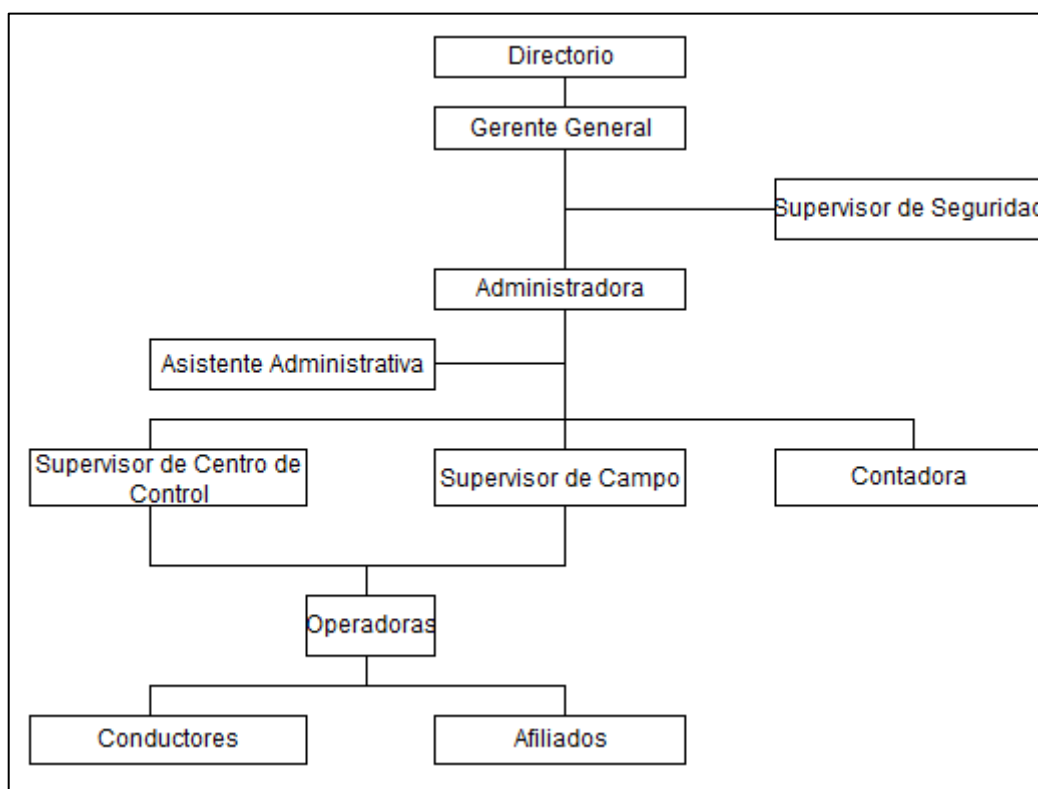 Directorio
Gerente General
Supervisor de Seguridad
Administradora
Asistente Administrativa
Supervisor de Centro de
Control
Supervisor de Campo
Contadora
Operadoras
Conductores
Afiliados